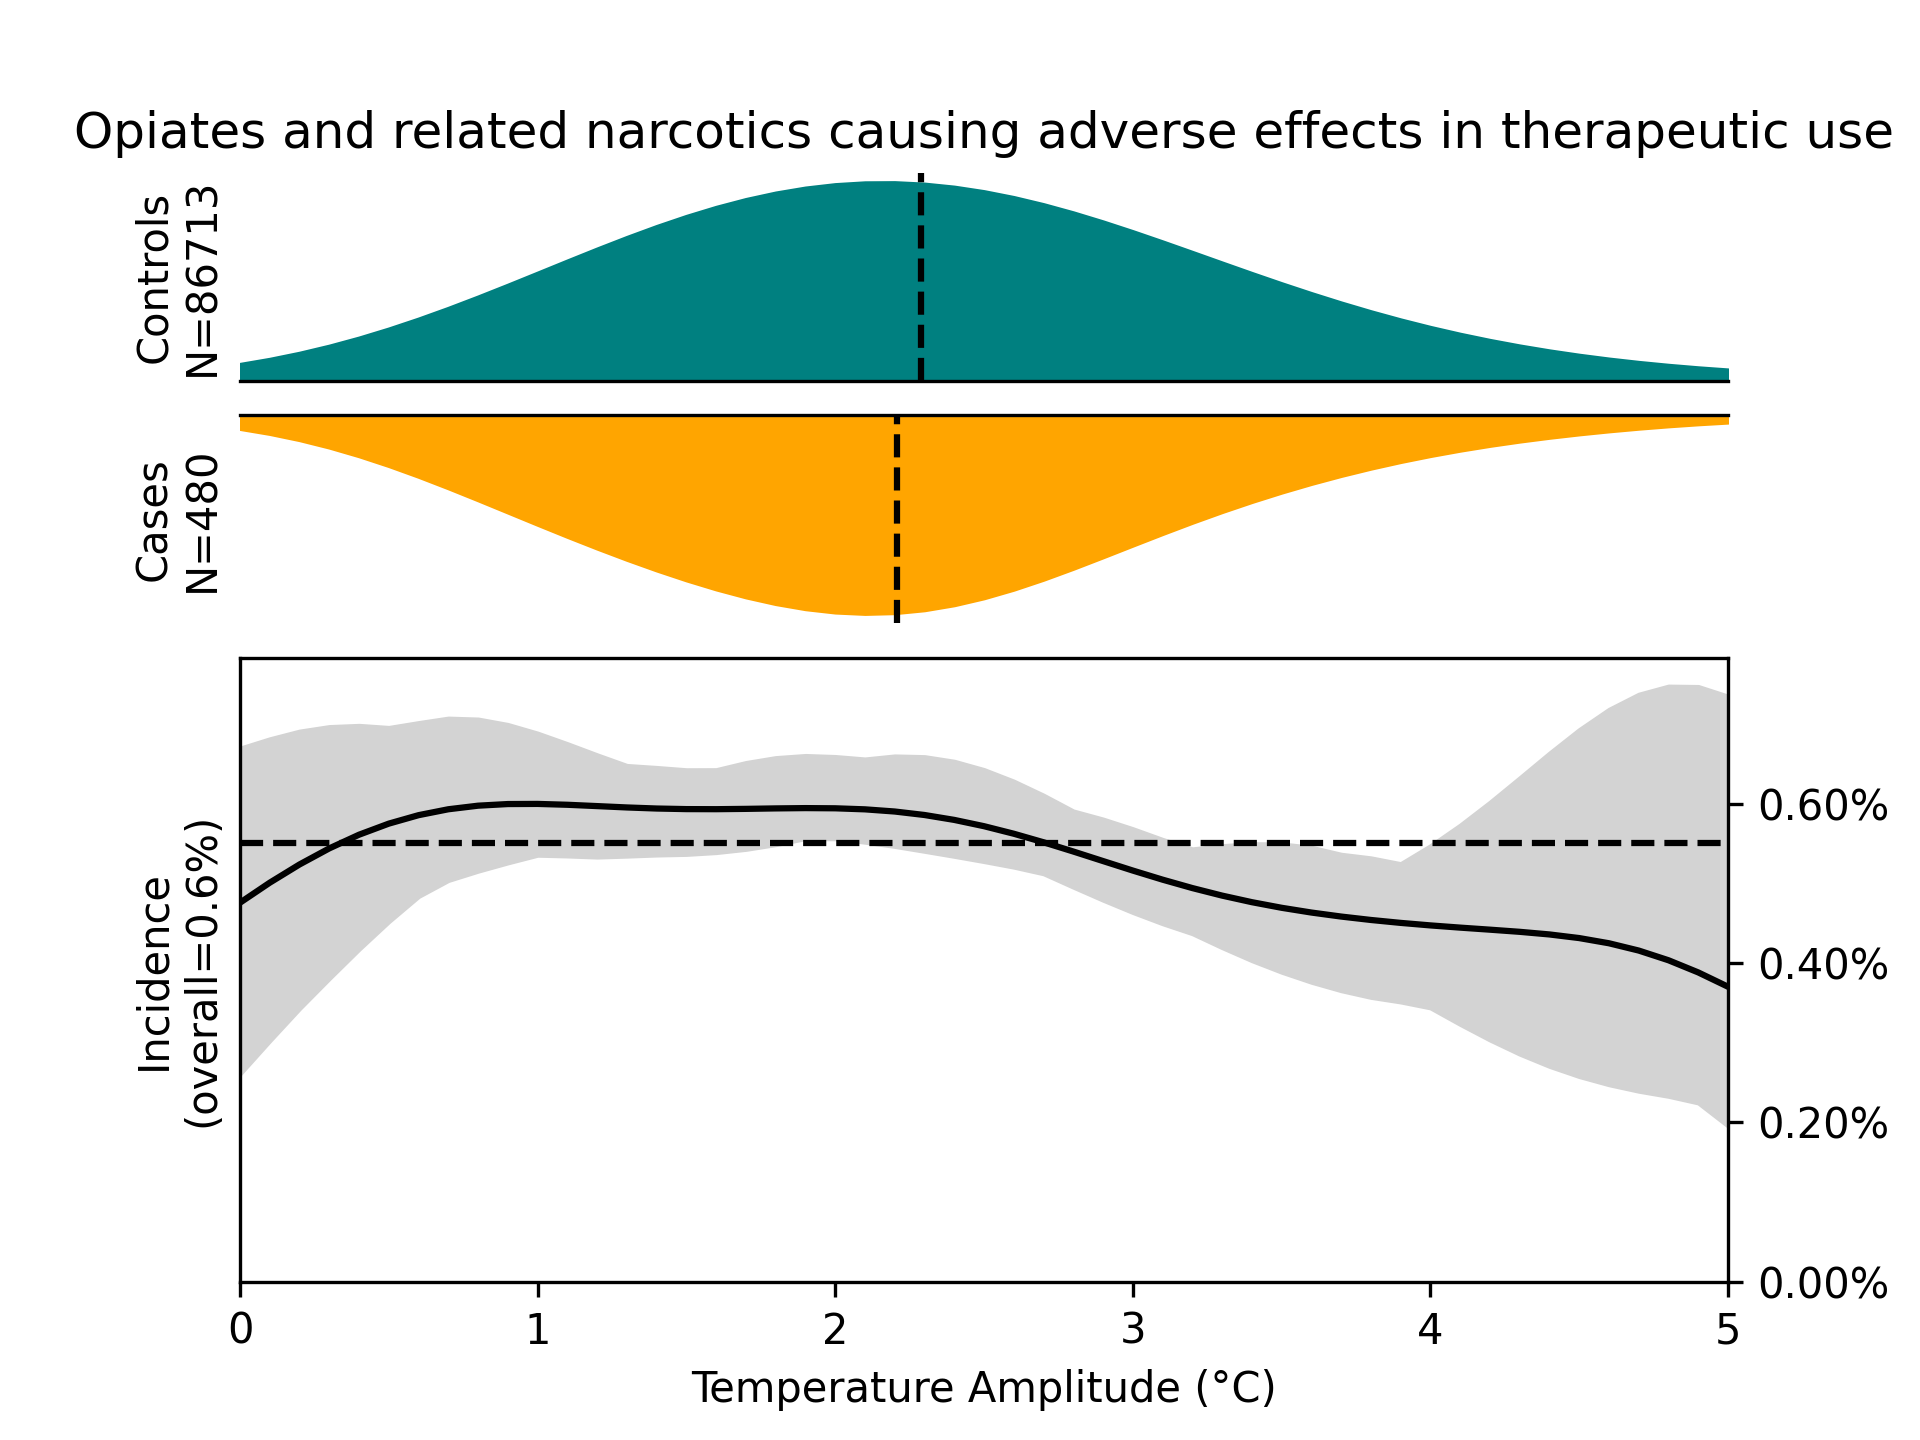 Opiates and related narcotics causing adverse effects in therapeutic use
Controls
N=86713
Cases
N=480
Incidence
(overall=0.6%)
0.60%
0.40%
0.20%
0.00%
0 1 2 3 4 5
Temperature Amplitude (°C)